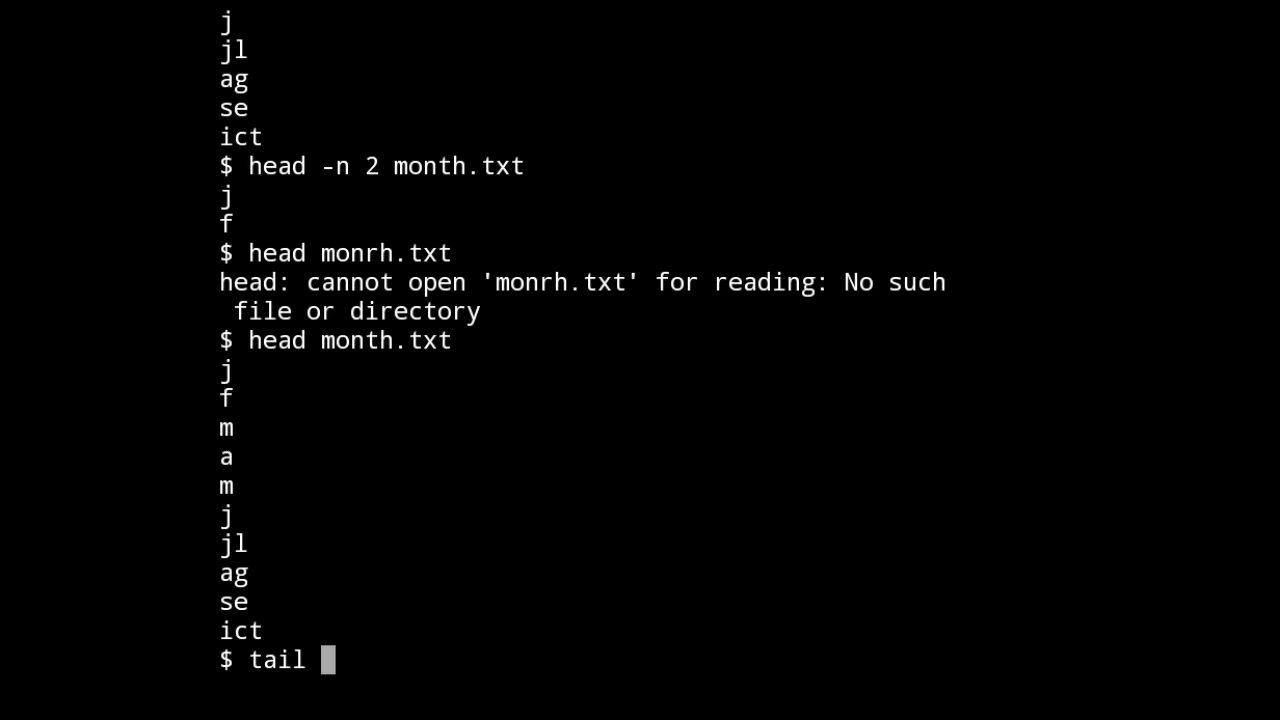 j
jl
ag
se
ict
$ head -n 2 month.txt
j
f
$ head monrh.txt
head: cannot open 'monrh.txt' for reading: No such
 file or directory
$ head month.txt
j
f
m
a
m
j
jl
ag
se
ict
$ tail